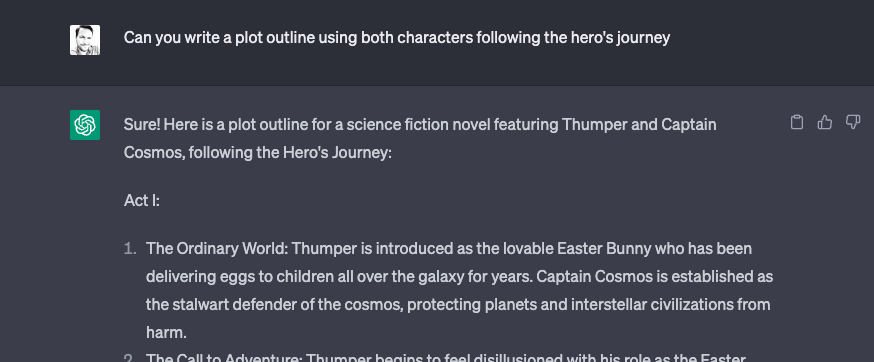 Can you write a plot outline using both characters following the hero's journey
Sure! Here is a plot outline for a science fiction novel featuring Thumper and Captain
Cosmos, following the Hero's Journey:
Act I:
1. The Ordinary World: Thumper is introduced as the lovable Easter Bunny who has been
delivering eggs to children all over the galaxy for years. Captain Cosmos is established as
the stalwart defender of the cosmos, protecting planets and interstellar civilizations from
harm.
2. The Call to Adventure: Thumper begins to feel disillusioned with his role as the Easter